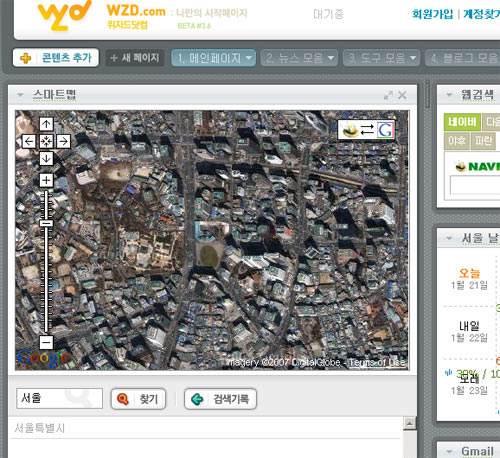 wzd
WZD.com : 나만의 시작페이지
위자드닷컴 BETA #3.6
대기중
회원가입 | 계정찾기
콘텐츠 추가
+ 새 페이지
1. 메인페이지
2. 뉴스 모음
3. 도구 모음
4. 블로그 모음
스마트맵
Google
Imagery ©2007 DigitalGlobe - Terms of Use
서울
찾기
검색기록
서울특별시
웹검색
네이버
야후
파란
NAVE
서울 날
오늘
1월 21일
내일
1월 22일
모레
1월 23일
30% / 10
Gmail